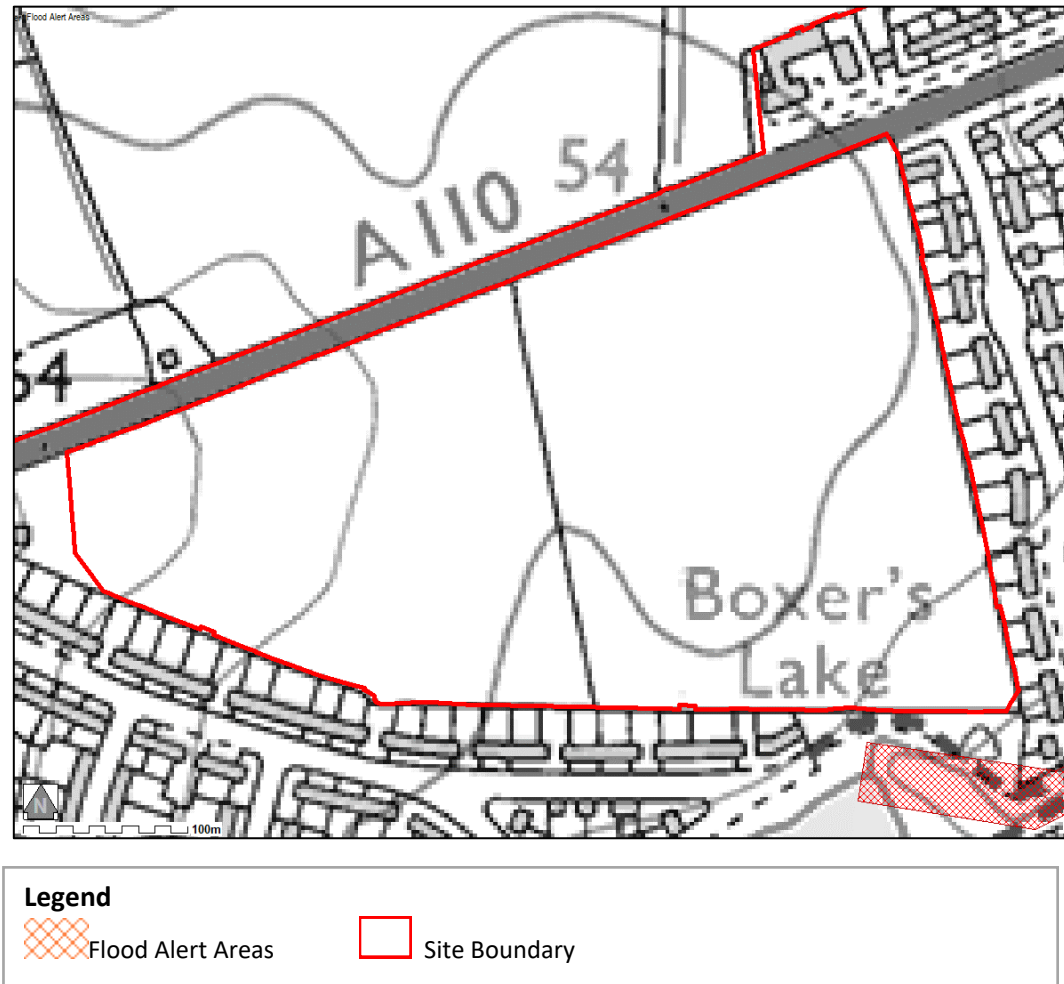 Flood Alert Areas
A110
54
54
Boxer's
Lake
N
100m
Legend
Flood Alert Areas
Site Boundary